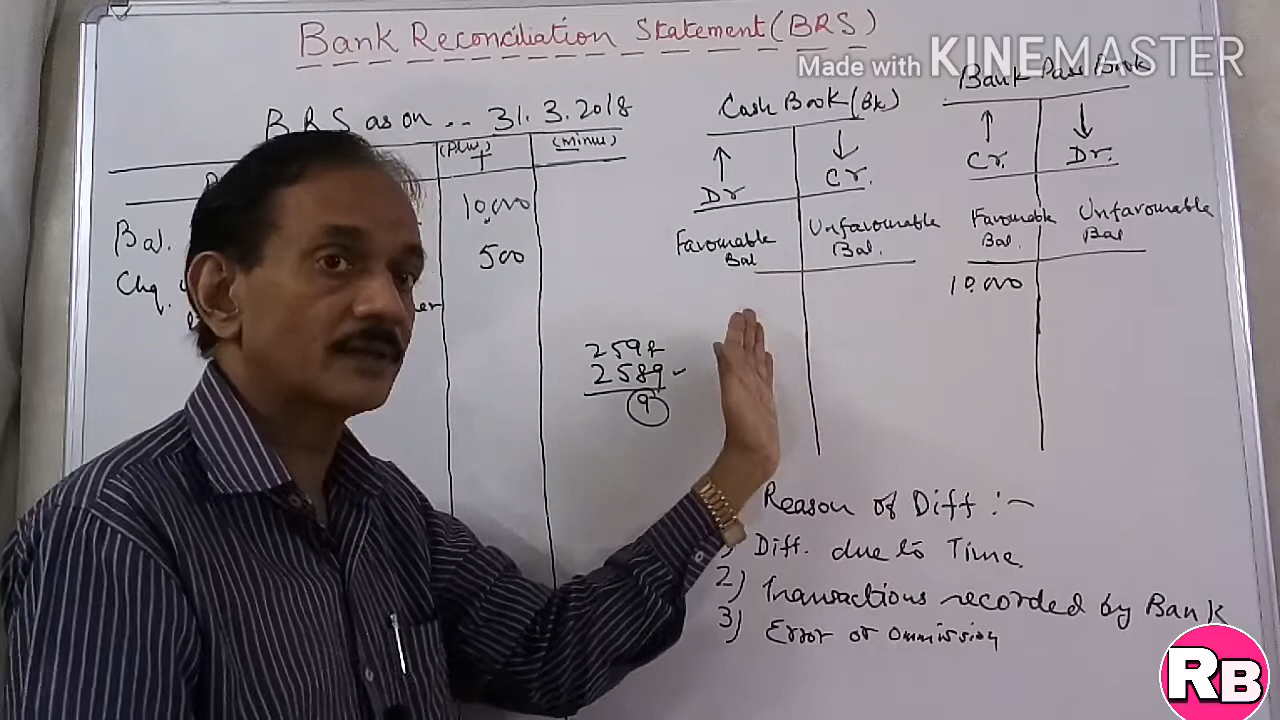 Bank Reconciliation Statement (BRS)
Made with KINEMASTER
BRS as on .. 31.3.2018
(Plus)
+
(minus)
10,000
Bal.
500
Chq.
Cash Book (Bk)
Dr
Cr.
Favourable
Bal
Unfavourable
Bal.
Bank Pass Book
Cr.
Dr.
Favourable
Bal.
Unfavourable
Bal
10,000
2598
2589
9
Reason of Diff :-
1) Diff. due to Time
2) Transactions recorded by Bank
3) Error or Ommission
RB